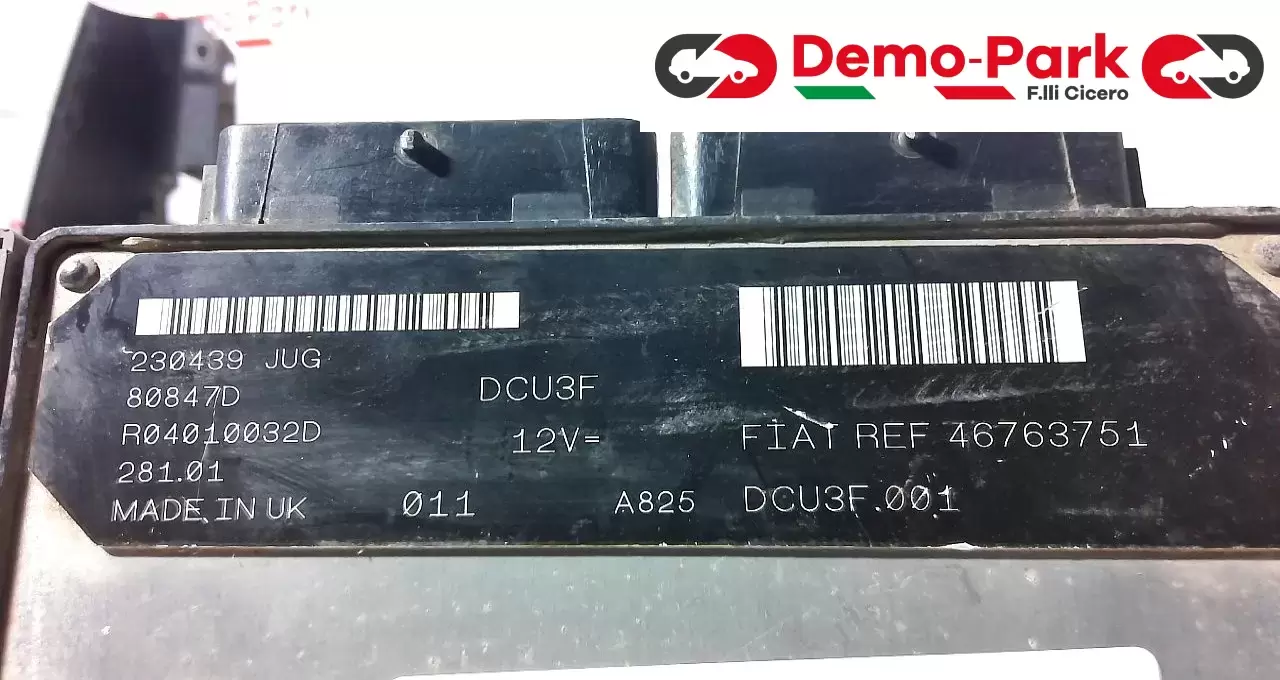 Demo-Park
F.lli Cicero
230439 JUG
80847D
R04010032D
281.01
MADE IN UK
DCU3F
12V=
011
A825
FIAT REF 46763751
DCU3F.001